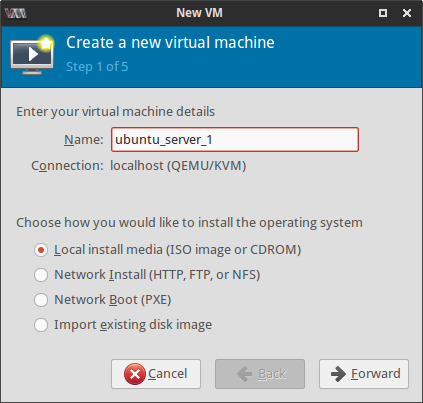 New VM
Create a new virtual machine
Step 1 of 5
Enter your virtual machine details
Name: ubuntu_server_1
Connection: localhost (QEMU/KVM)
Choose how you would like to install the operating system
Local install media (ISO image or CDROM)
Network Install (HTTP, FTP, or NFS)
Network Boot (PXE)
Import existing disk image
Cancel Back Forward